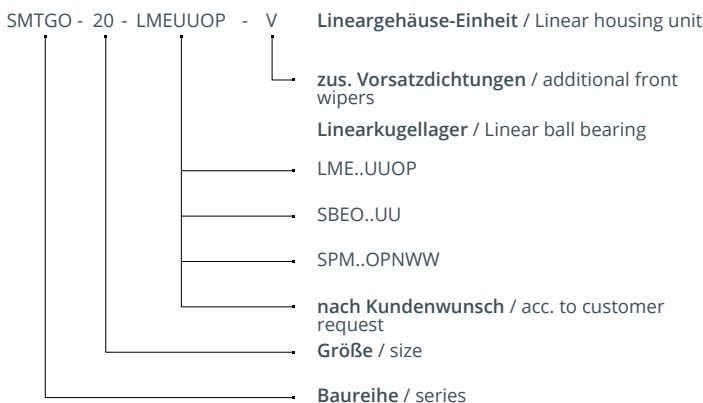 SMTGO - 20 - LMEUUOP - V Lineargehäuse-Einheit / Linear housing unit
zus. Vorsatzdichtungen / additional front
wipers
Linearkugellager / Linear ball bearing
LME..UUOP
SBEO..UU
SPM..OPNWW
nach Kundenwunsch / acc. to customer
request
Größe / size
Baureihe / series